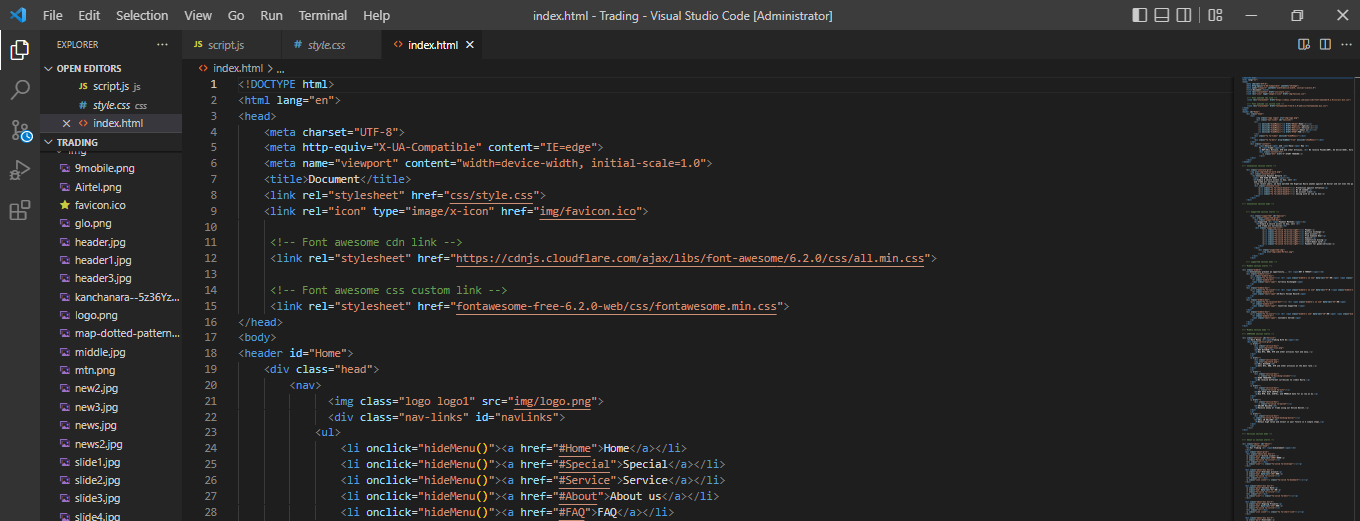 File Edit Selection View Go Run Terminal Help
index.html - Trading - Visual Studio Code [Administrator]
EXPLORER
OPEN EDITORS
JS script.js js
# style.css css
index.html
TRADING
img
9mobile.png
Airtel.png
favicon.ico
glo.png
header.jpg
header1.jpg
header3.jpg
kanchanara--5z36Yz...
logo.png
map-dotted-pattern...
middle.jpg
mtn.png
new2.jpg
new3.jpg
news.jpg
news2.jpg
slide1.jpg
slide2.jpg
slide3.jpg
slide4.jpg
JS script.js # style.css <> index.html
<> index.html > ...
1 <!DOCTYPE html>
2 <html lang="en">
3 <head>
4 <meta charset="UTF-8">
5 <meta http-equiv="X-UA-Compatible" content="IE=edge">
6 <meta name="viewport" content="width=device-width, initial-scale=1.0">
7 <title>Document</title>
8 <link rel="stylesheet" href="css/style.css">
9 <link rel="icon" type="image/x-icon" href="img/favicon.ico">
10
11 <!-- Font awesome cdn link -->
12 <link rel="stylesheet" href="https://cdnjs.cloudflare.com/ajax/libs/font-awesome/6.2.0/css/all.min.css">
13
14 <!-- Font awesome css custom link -->
15 <link rel="stylesheet" href="fontawesome-free-6.2.0-web/css/fontawesome.min.css">
16 </head>
17 <body>
18 <header id="Home">
19 <div class="head">
20 <nav>
21 <img class="logo logo1" src="img/logo.png">
22 <div class="nav-links" id="navLinks">
23 <ul>
24 <li onclick="hideMenu()"><a href="#Home">Home</a></li>
25 <li onclick="hideMenu()"><a href="#Special">Special</a></li>
26 <li onclick="hideMenu()"><a href="#Service">Service</a></li>
27 <li onclick="hideMenu()"><a href="#About">About us</a></li>
28 <li onclick="hideMenu()"><a href="#FAQ">FAQ</a></li>